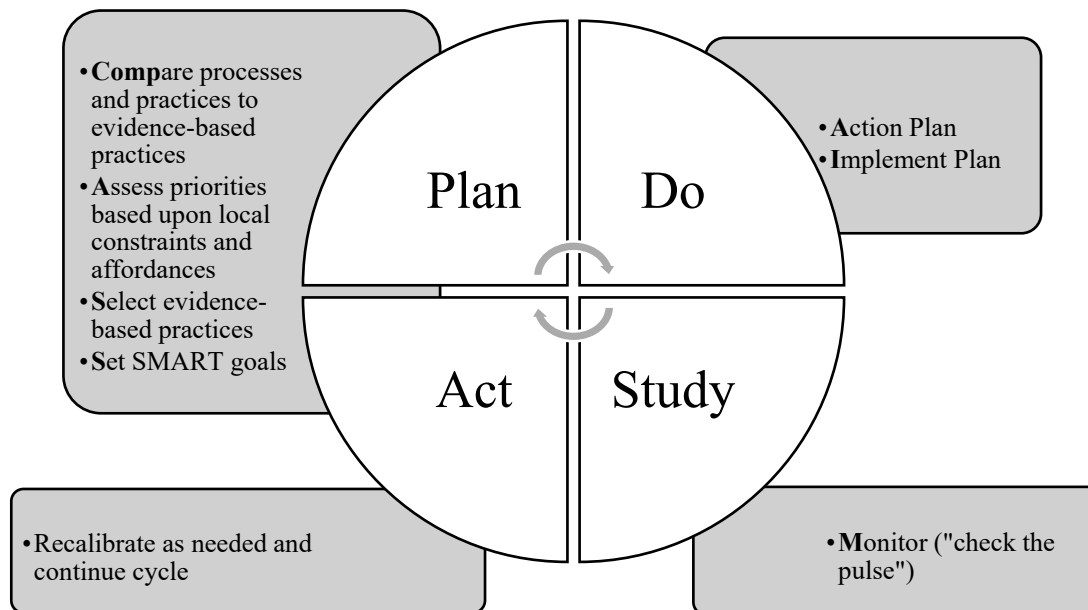 •Compare processes
and practices to
evidence-based
practices
•Assess priorities
based upon local
constraints and
affordances
•Select evidence-
based practices
•Set SMART goals
Plan
Do
•Action Plan
•Implement Plan
Act
Study
•Recalibrate as needed and
continue cycle
•Monitor ("check the
pulse")